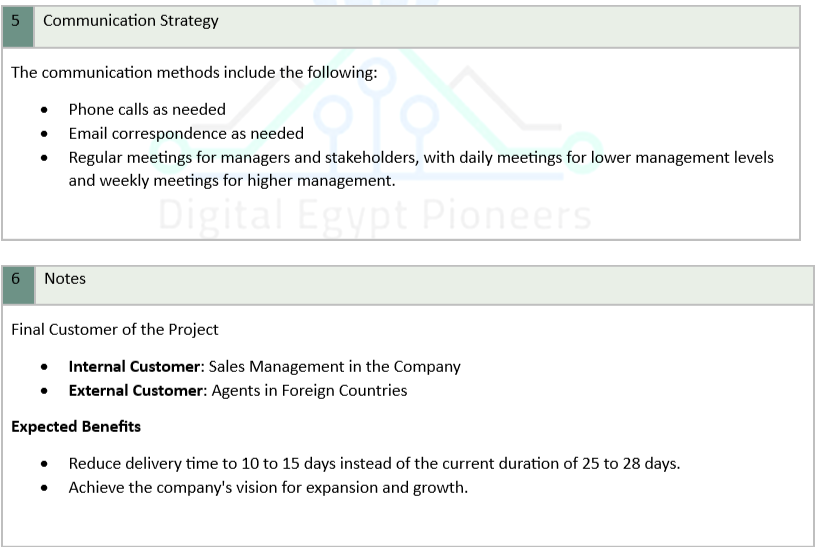 5 Communication Strategy
The communication methods include the following:
• Phone calls as needed
• Email correspondence as needed
• Regular meetings for managers and stakeholders, with daily meetings for lower management levels
and weekly meetings for higher management.
Digital Egypt Pioneers
6 Notes
Final Customer of the Project
• Internal Customer: Sales Management in the Company
• External Customer: Agents in Foreign Countries
Expected Benefits
• Reduce delivery time to 10 to 15 days instead of the current duration of 25 to 28 days.
• Achieve the company's vision for expansion and growth.